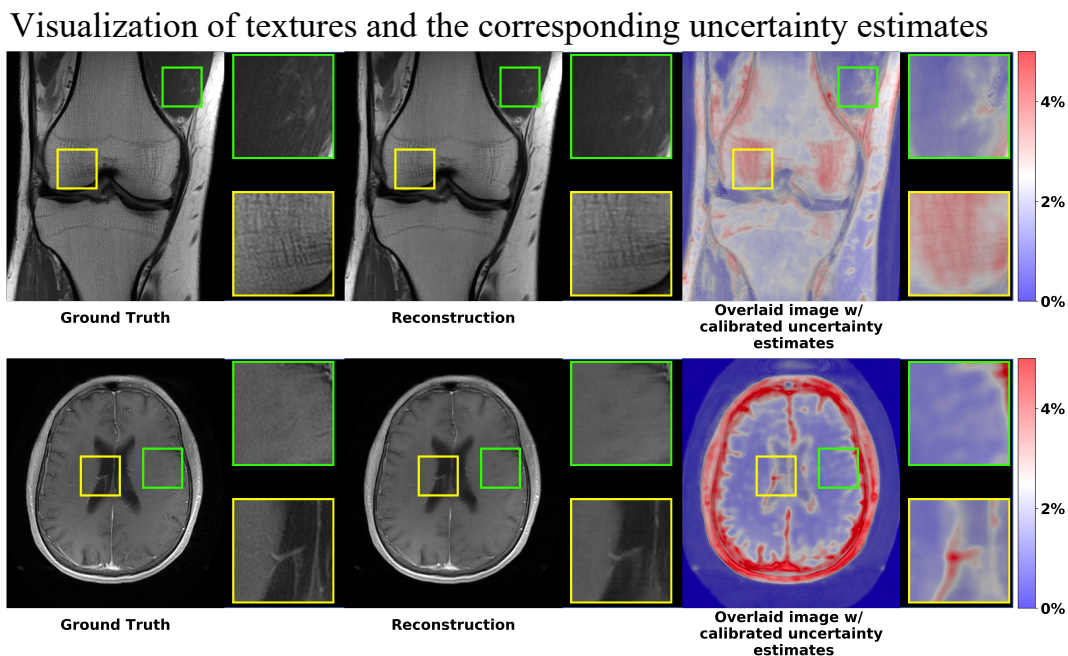 Visualization of textures and the corresponding uncertainty estimates
4%
2%
0%
Ground Truth
Reconstruction
Overlaid image w/
calibrated uncertainty
estimates
4%
2%
0%
Ground Truth
Reconstruction
Overlaid image w/
calibrated uncertainty
estimates